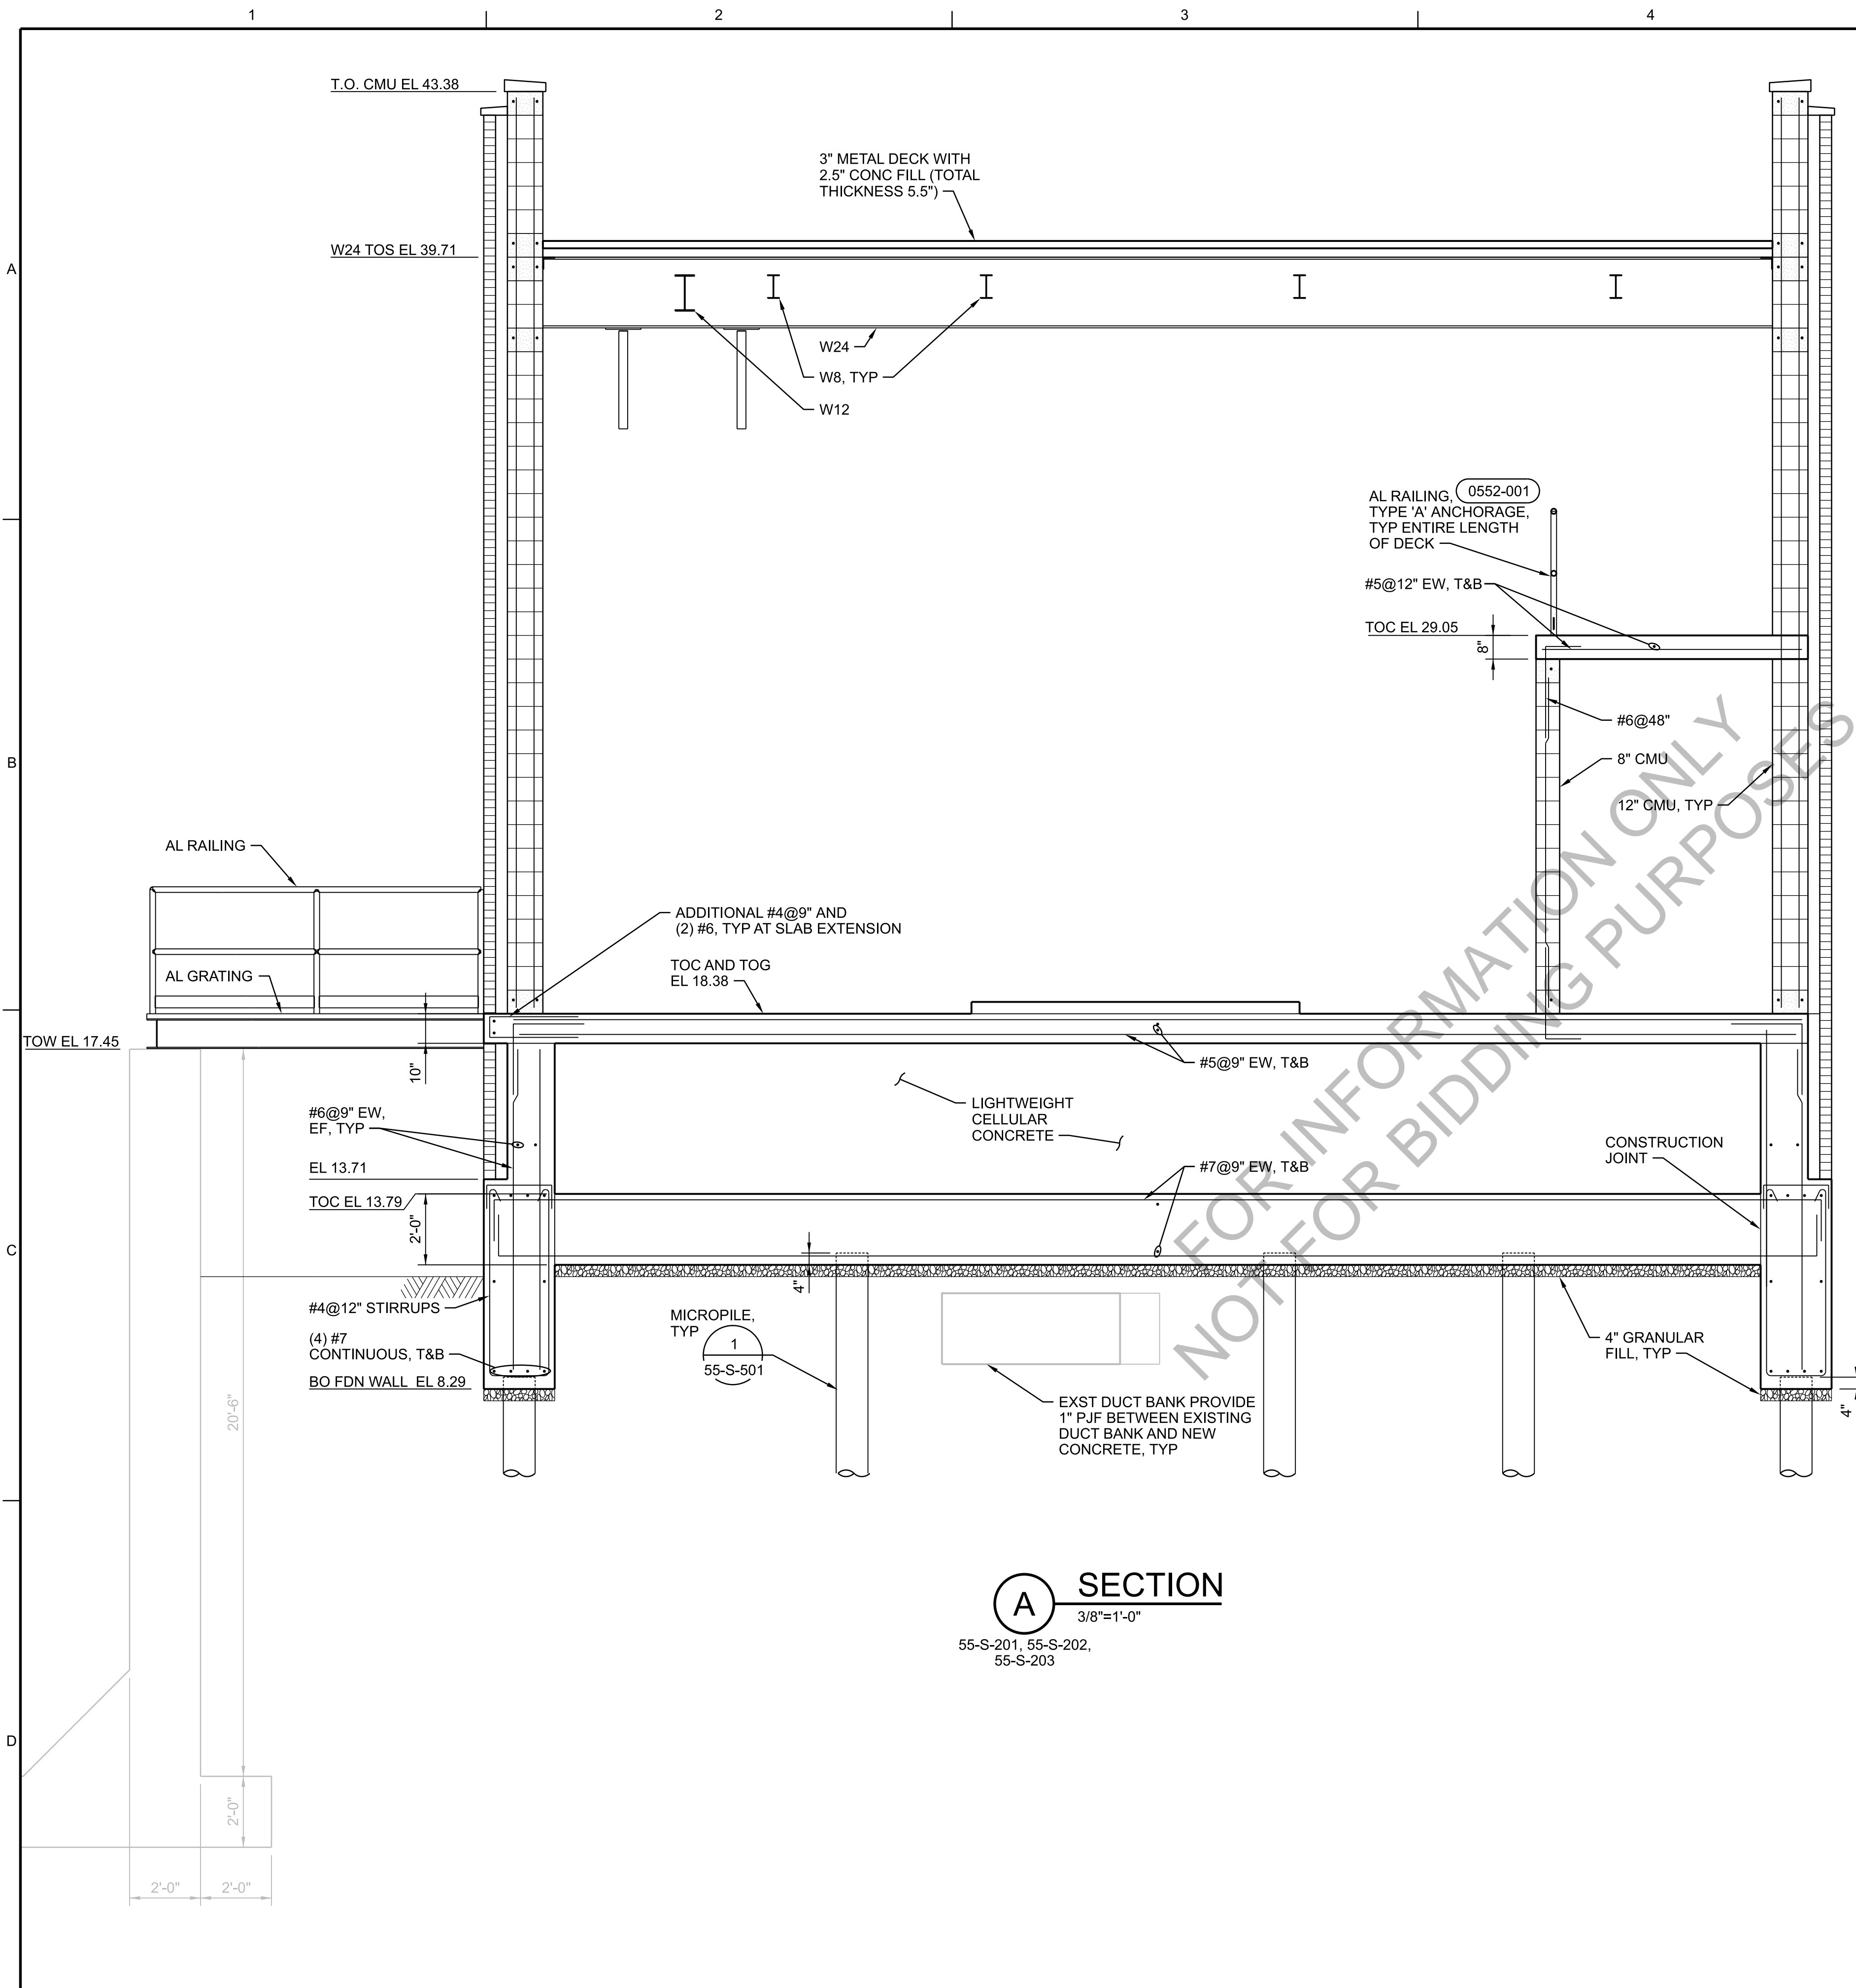 1
2
3
4
T.O. CMU EL 43.38
3" METAL DECK WITH
2.5" CONC FILL (TOTAL
THICKNESS 5.5")
A
W24 TOS EL 39.71
W24
W8, TYP
W12
AL RAILING, 0552-001
TYPE 'A' ANCHORAGE,
TYP ENTIRE LENGTH
OF DECK
#5@12" EW, T&B
TOC EL 29.05
8"
#6@48"
B
8" CMU
12" CMU, TYP
AL RAILING
ADDITIONAL #4@9" AND
(2) #6, TYP AT SLAB EXTENSION
AL GRATING
TOC AND TOG
EL 18.38
TOW EL 17.45
10"
#5@9" EW, T&B
LIGHTWEIGHT
CELLULAR
CONCRETE
#6@9" EW,
EF, TYP
EL 13.71
CONSTRUCTION
JOINT
#7@9" EW, T&B
TOC EL 13.79
2'-0"
C
4"
#4@12" STIRRUPS
(4) #7
CONTINUOUS, T&B
BO FDN WALL EL 8.29
MICROPILE,
TYP
1
55-S-501
4" GRANULAR
FILL, TYP
EXST DUCT BANK PROVIDE
1" PJF BETWEEN EXISTING
DUCT BANK AND NEW
CONCRETE, TYP
4"
20'-6"
FOR INFORMATION ONLY
NOT FOR BIDDING PURPOSES
A
SECTION
3/8"=1'-0"
55-S-201, 55-S-202,
55-S-203
D
2'-0"
2'-0"
2'-0"